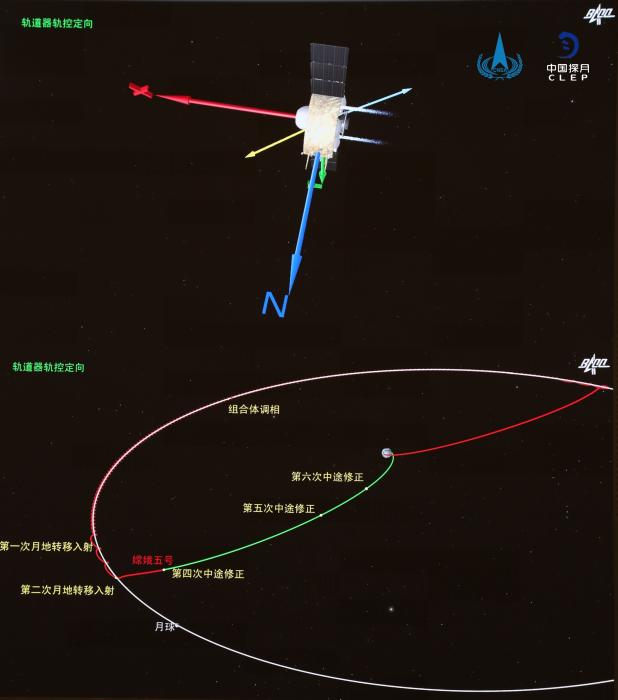 轨道器轨控定向
CNSA
中国探月
CLEP
N
轨道器轨控定向
组合体调相
第六次中途修正
第五次中途修正
第一次月地转移入射
嫦娥五号
第四次中途修正
第二次月地转移入射
月球